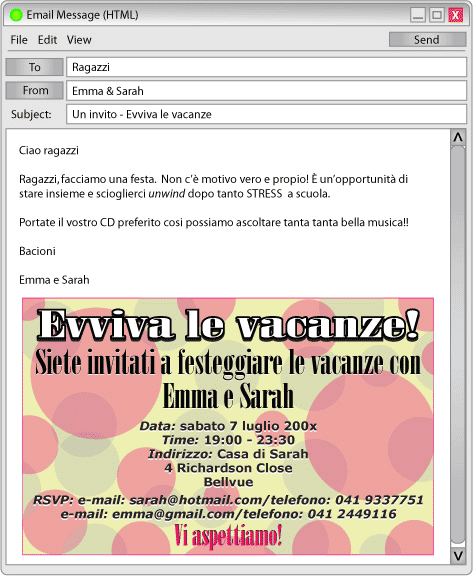 Email Message (HTML)
File Edit View
Send
To Ragazzi
From Emma & Sarah
Subject: Un invito - Evviva le vacanze
Ciao ragazzi
Ragazzi, facciamo una festa. Non c'è motivo vero e propio! È un'opportunità di
stare insieme e scioglierci unwind dopo tanto STRESS a scuola.
Portate il vostro CD preferito cosi possiamo ascoltare tanta tanta bella musica!!
Bacioni
Emma e Sarah
Evviva le vacanze!
Siete invitati a festeggiare le vacanze con
Emma e Sarah
Data: sabato 7 luglio 200x
Time: 19:00 - 23:30
Indirizzo: Casa di Sarah
4 Richardson Close
Bellvue
RSVP: e-mail: sarah@hotmail.com/telefono: 041 9337751
e-mail: emma@gmail.com/telefono: 041 2449116
Vi aspettiamo!